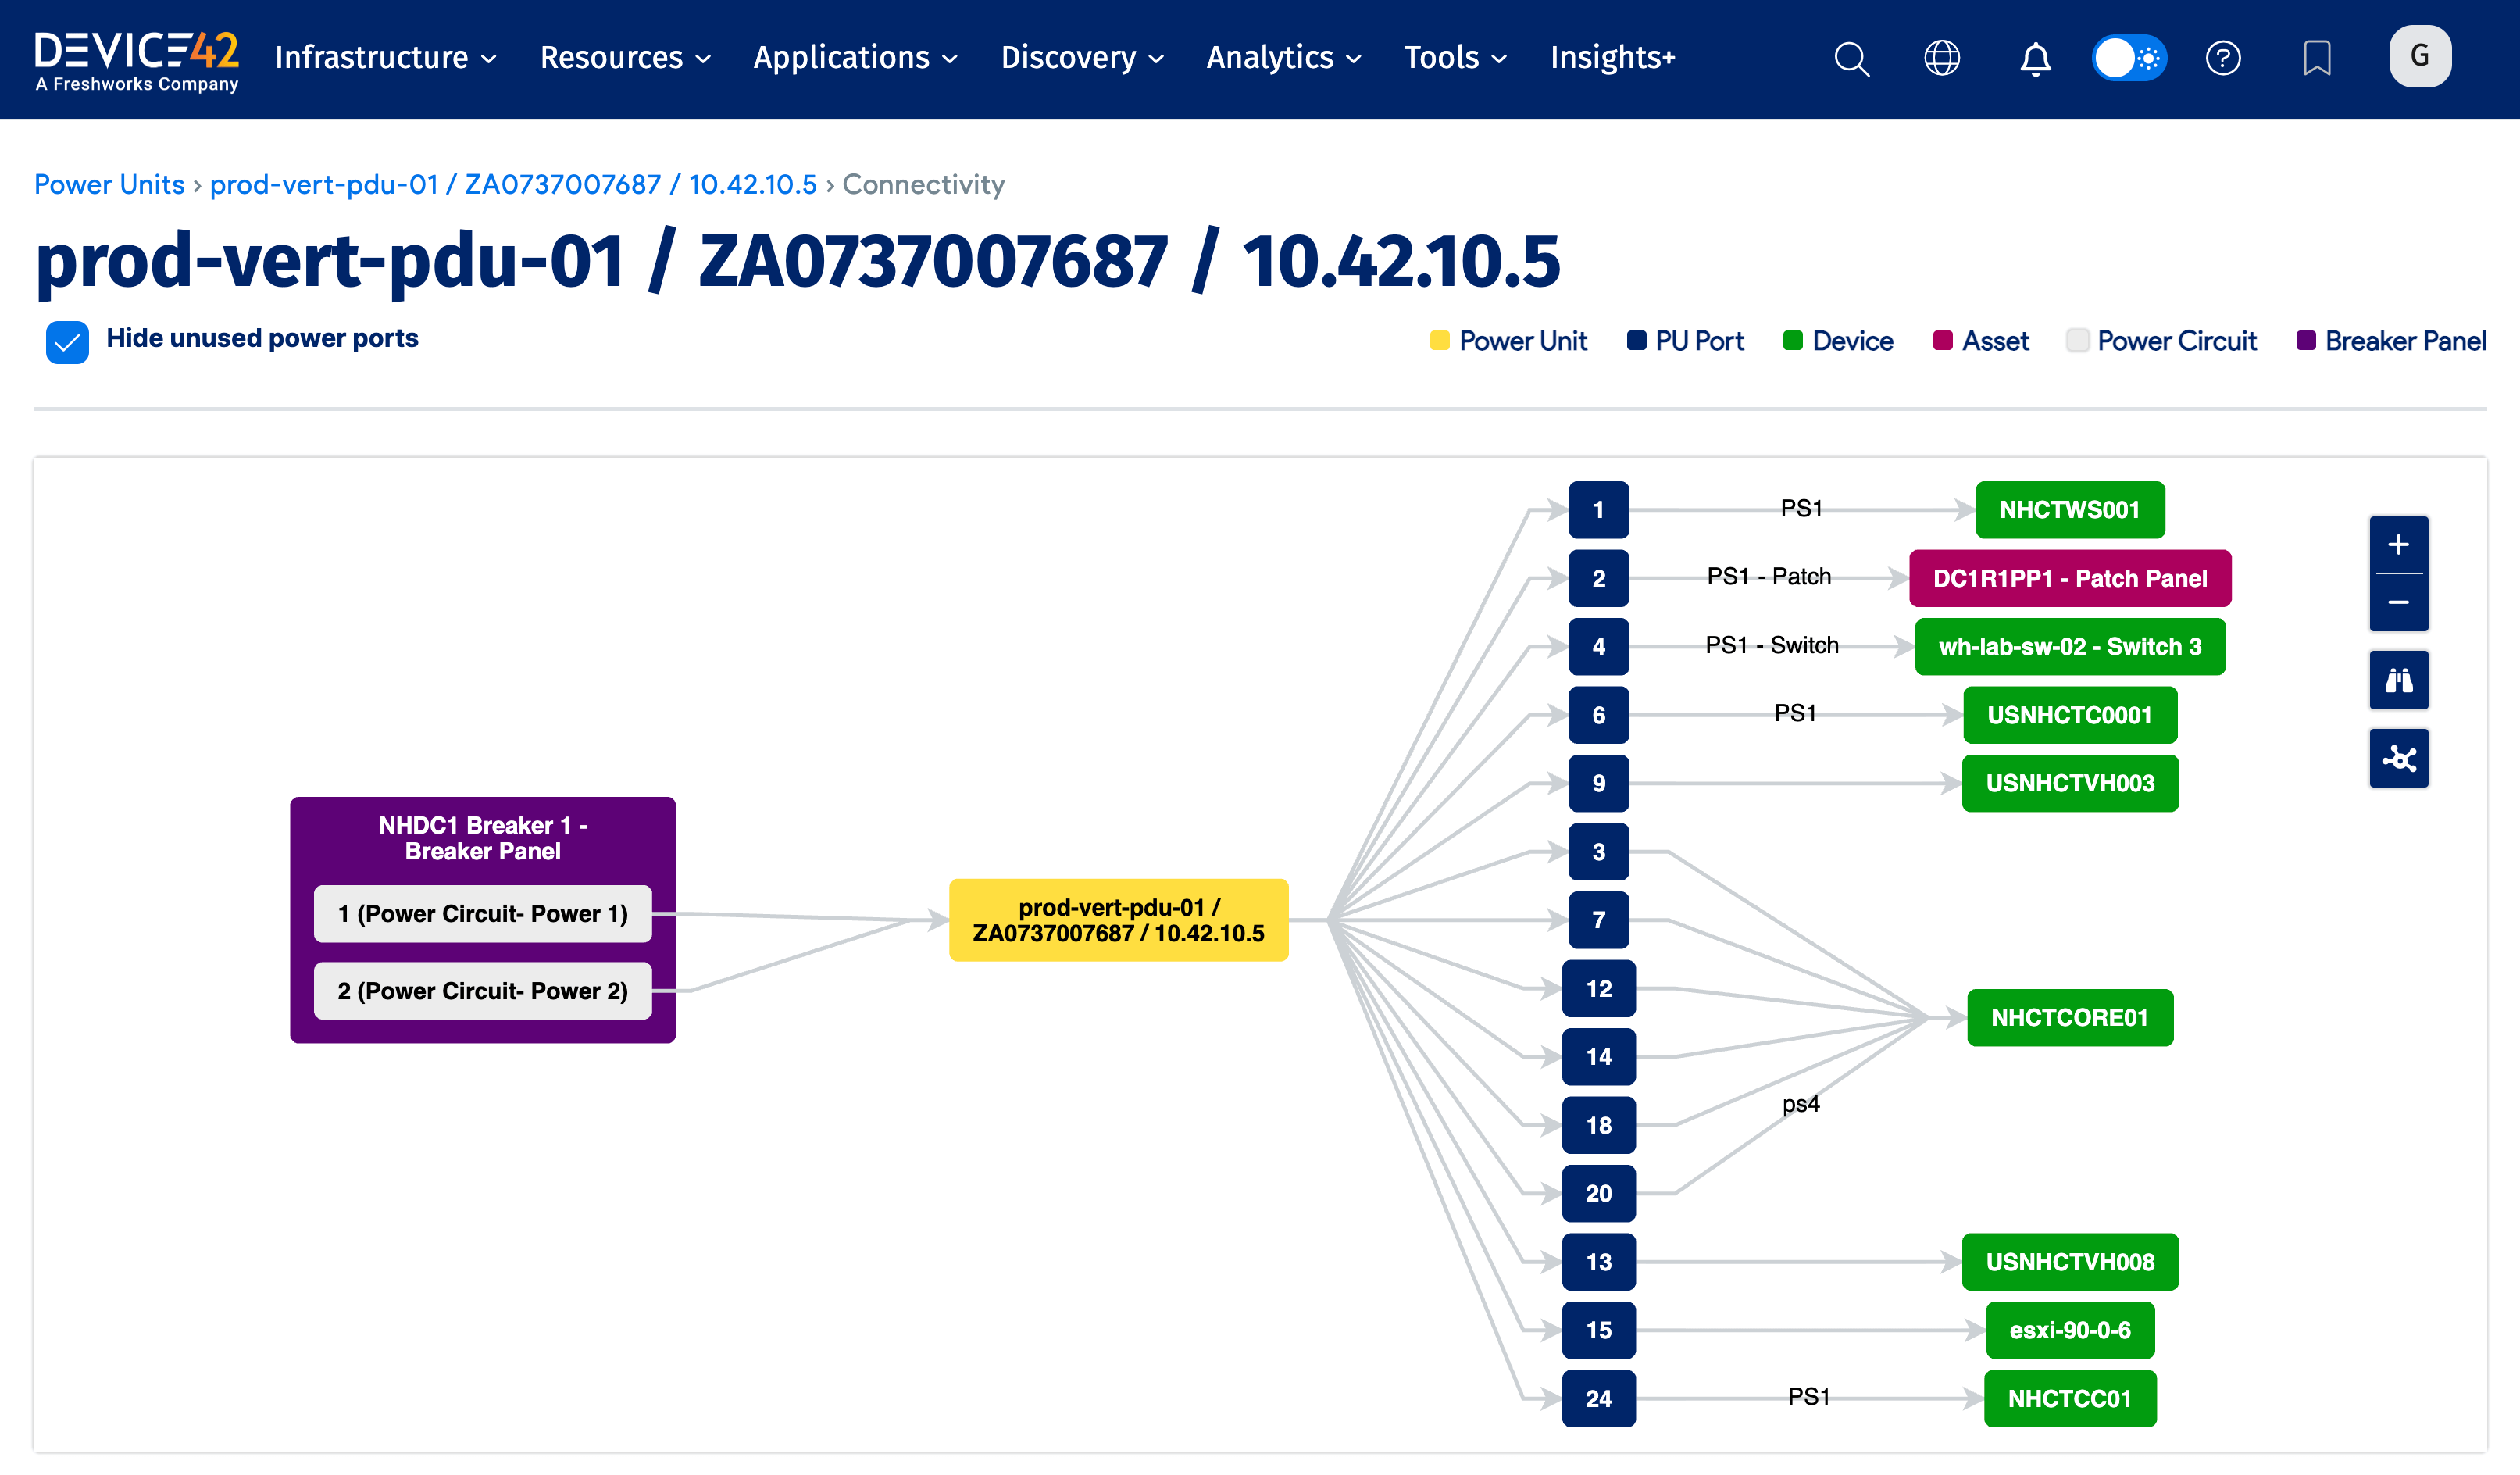 DEVICE42
A Freshworks Company
Infrastructure
Resources
Applications
Discovery
Analytics
Tools
Insights+
G
Power Units › prod-vert-pdu-01 / ZA0737007687 / 10.42.10.5 › Connectivity
prod-vert-pdu-01 / ZA0737007687 / 10.42.10.5
Hide unused power ports
Power Unit
PU Port
Device
Asset
Power Circuit
Breaker Panel
NHDC1 Breaker 1 -
Breaker Panel
1 (Power Circuit- Power 1)
2 (Power Circuit- Power 2)
prod-vert-pdu-01 /
ZA0737007687 / 10.42.10.5
1 PS1 NHCTWS001
2 PS1 - Patch DC1R1PP1 - Patch Panel
4 PS1 - Switch wh-lab-sw-02 - Switch 3
6 PS1 USNHCTC0001
9 USNHCTVH003
3
7
12
NHCTCORE01
14
ps4
18
20
13 USNHCTVH008
15 esxi-90-0-6
24 PS1 NHCTCC01
+
−